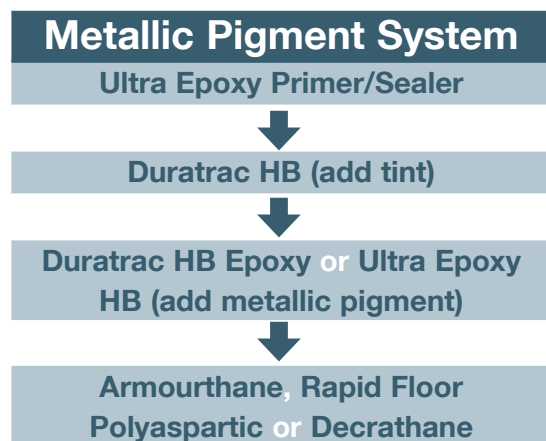 Metallic Pigment System
Ultra Epoxy Primer/Sealer
Duratrac HB (add tint)
Duratrac HB Epoxy or Ultra Epoxy
HB (add metallic pigment)
Armourthane, Rapid Floor
Polyaspartic or Decrathane